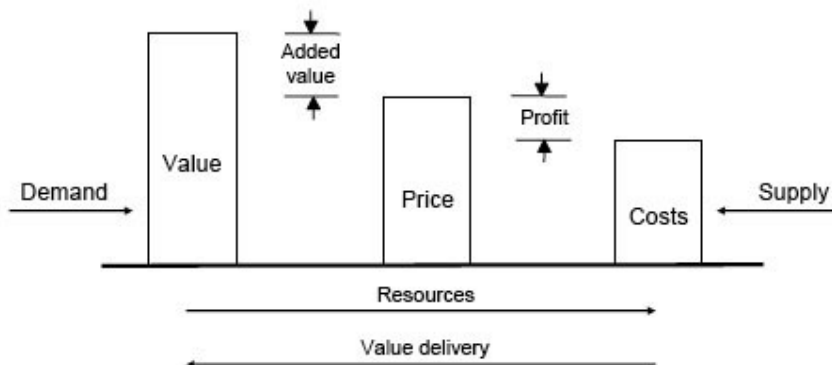 Added
value
Profit
Value
Demand
Price
Supply
Costs
Resources
Value delivery